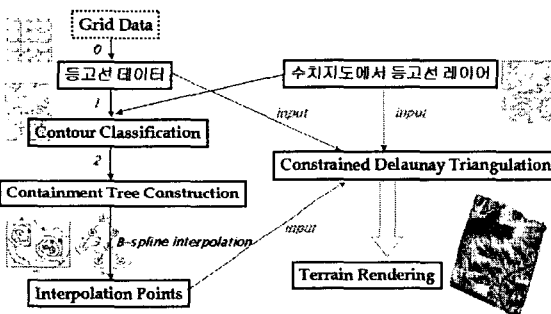 Grid Data
0
등고선 데이터
수치지도에서 등고선 레이어
1
input
input
Contour Classification
2
Constrained Delaunay Triangulation
Containment Tree Construction
B-spline interpolation
input
Terrain Rendering
Interpolation Points